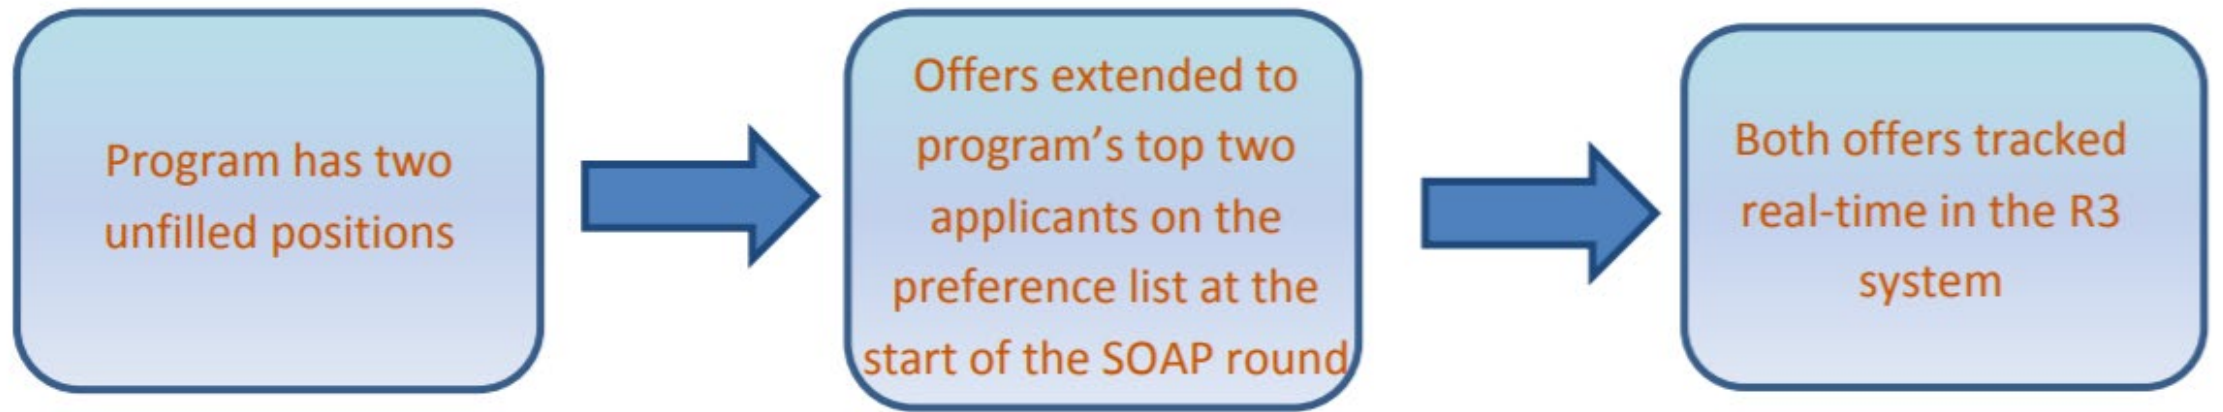 Program has two
unfilled positions
Offers extended to
program’s top two
applicants on the
preference list at the
start of the SOAP round
Both offers tracked
real-time in the R3
system